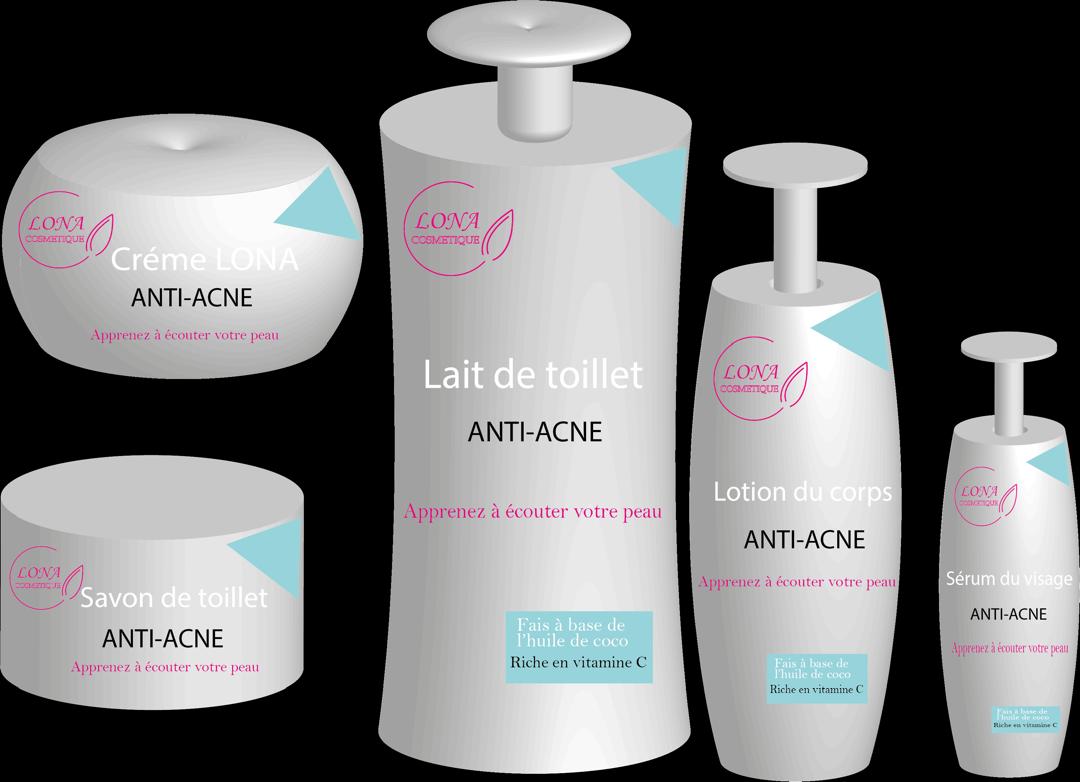 LONA
COSMETIQUE
Créme LONA
ANTI-ACNE
Apprenez à écouter votre peau
LONA
COSMETIQUE
Savon de toillet
ANTI-ACNE
Apprenez à écouter votre peau
LONA
COSMETIQUE
Lait de toillet
ANTI-ACNE
Apprenez à écouter votre peau
Fais à base de
l'huile de coco
Riche en vitamine C
LONA
COSMETIQUE
Lotion du corps
ANTI-ACNE
Apprenez à écouter votre peau
Fais à base de
l'huile de coco
Riche en vitamine C
LONA
COSMETIQUE
Sérum du visage
ANTI-ACNE
Apprenez à écouter votre peau
Fais à base de
l'huile de coco
Riche en vitamine C